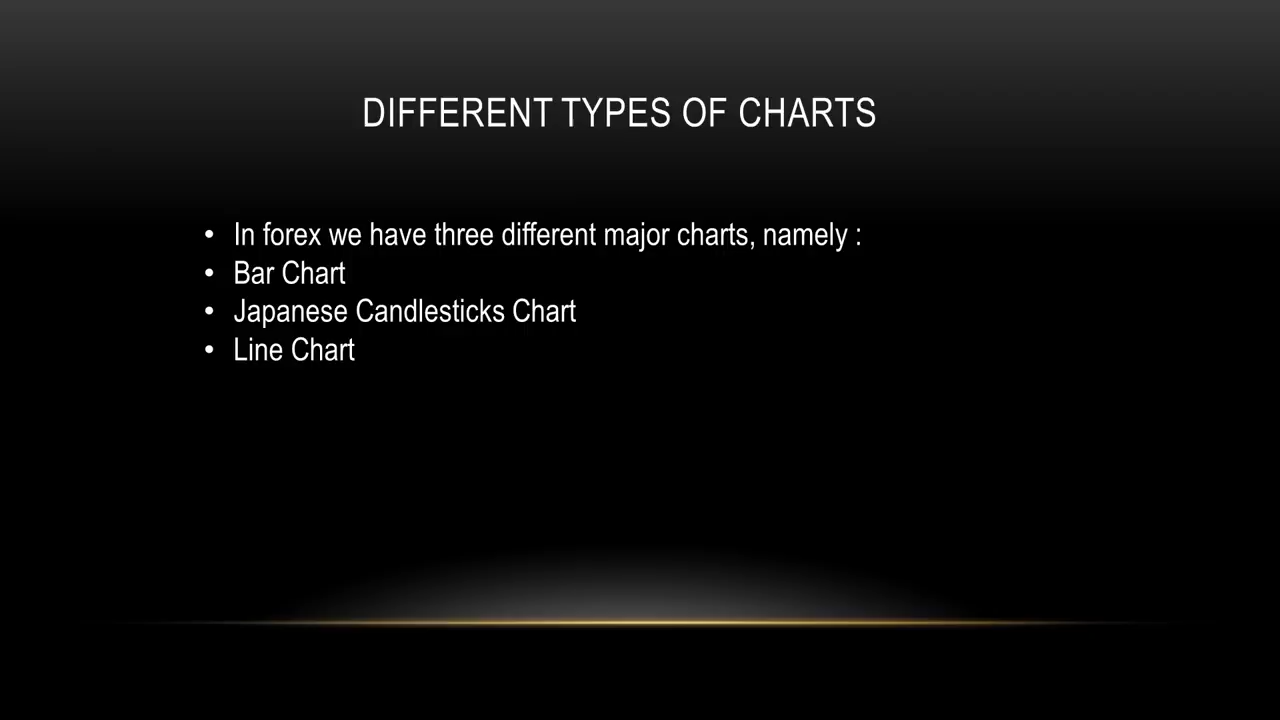 DIFFERENT TYPES OF CHARTS
• In forex we have three different major charts, namely :
• Bar Chart
• Japanese Candlesticks Chart
• Line Chart